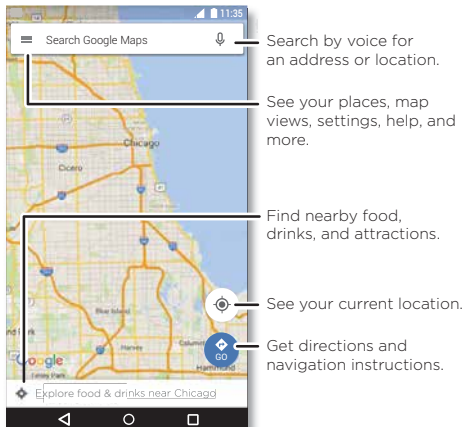 11:35
Search Google Maps
Search by voice for
an address or location.
See your places, map
views, settings, help, and
more.
Chicago
Cicero
Find nearby food,
drinks, and attractions.
See your current location.
Blue Island
GO
Get directions and
navigation instructions.
Harvey
Hammond
Google
Explore food & drinks near Chicago